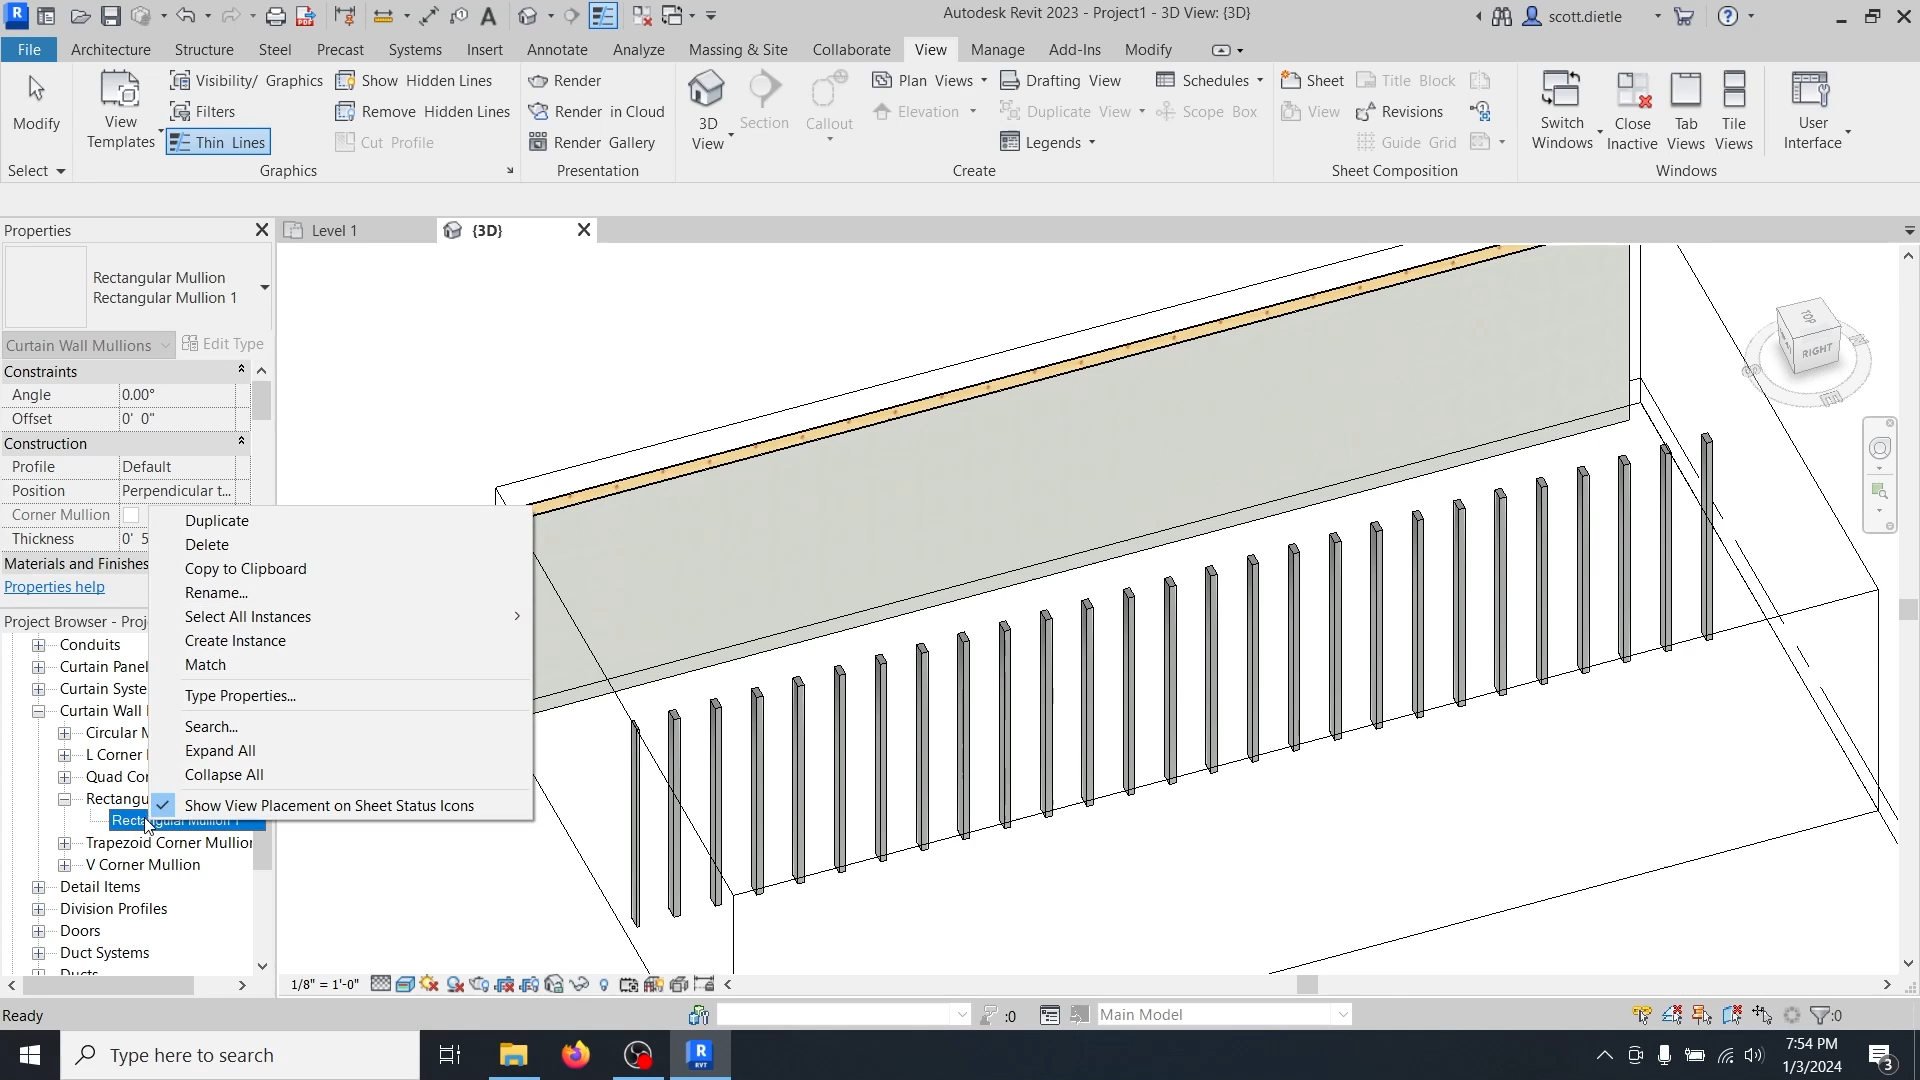 Autodesk Revit 2023 - Project1 - 3D View: {3D}
scott.dietle
File Architecture Structure Steel Precast Systems Insert Annotate Analyze Massing & Site Collaborate View Manage Add-Ins Modify
Modify
View
Templates
Visibility/ Graphics
Filters
Thin Lines
Show Hidden Lines
Remove Hidden Lines
Cut Profile
Render
Render in Cloud
Render Gallery
3D
View
Section
Callout
Plan Views
Elevation
Drafting View
Duplicate View
Legends
Schedules
Scope Box
Sheet
View
Title Block
Revisions
Guide Grid
Switch
Windows
Close
Inactive
Tab
Views
Tile
Views
User
Interface
Select Graphics Presentation Create Sheet Composition Windows
Properties
Level 1
{3D}
Rectangular Mullion
Rectangular Mullion 1
Curtain Wall Mullions
Edit Type
Constraints
Angle 0.00°
Offset 0' 0"
Construction
Profile Default
Position Perpendicular t...
Corner Mullion
Thickness 0' 5
Materials and Finishes
Properties help
Duplicate
Delete
Copy to Clipboard
Rename...
Select All Instances
Create Instance
Match
Type Properties...
Search...
Expand All
Collapse All
Show View Placement on Sheet Status Icons
Project Browser - Proj
Conduits
Curtain Panel
Curtain Syste
Curtain Wall
Circular M
L Corner
Quad Cor
Rectangu
Rectangular Mullion 1
Trapezoid Corner Mullion
V Corner Mullion
Detail Items
Division Profiles
Doors
Duct Systems
Ducts
TOP
RIGHT
1/8" = 1'-0"
Ready
:0
Main Model
:0
Type here to search
R
RVT
7:54 PM
1/3/2024
3